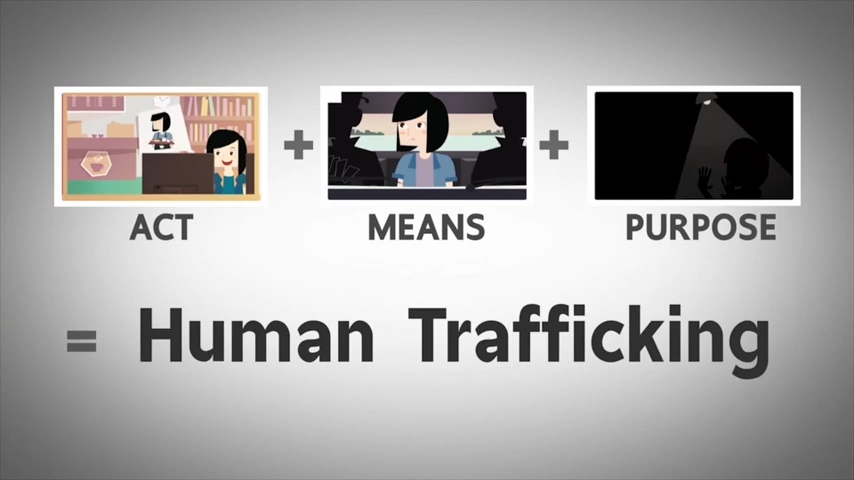 + +
ACT MEANS PURPOSE
= Human Trafficking